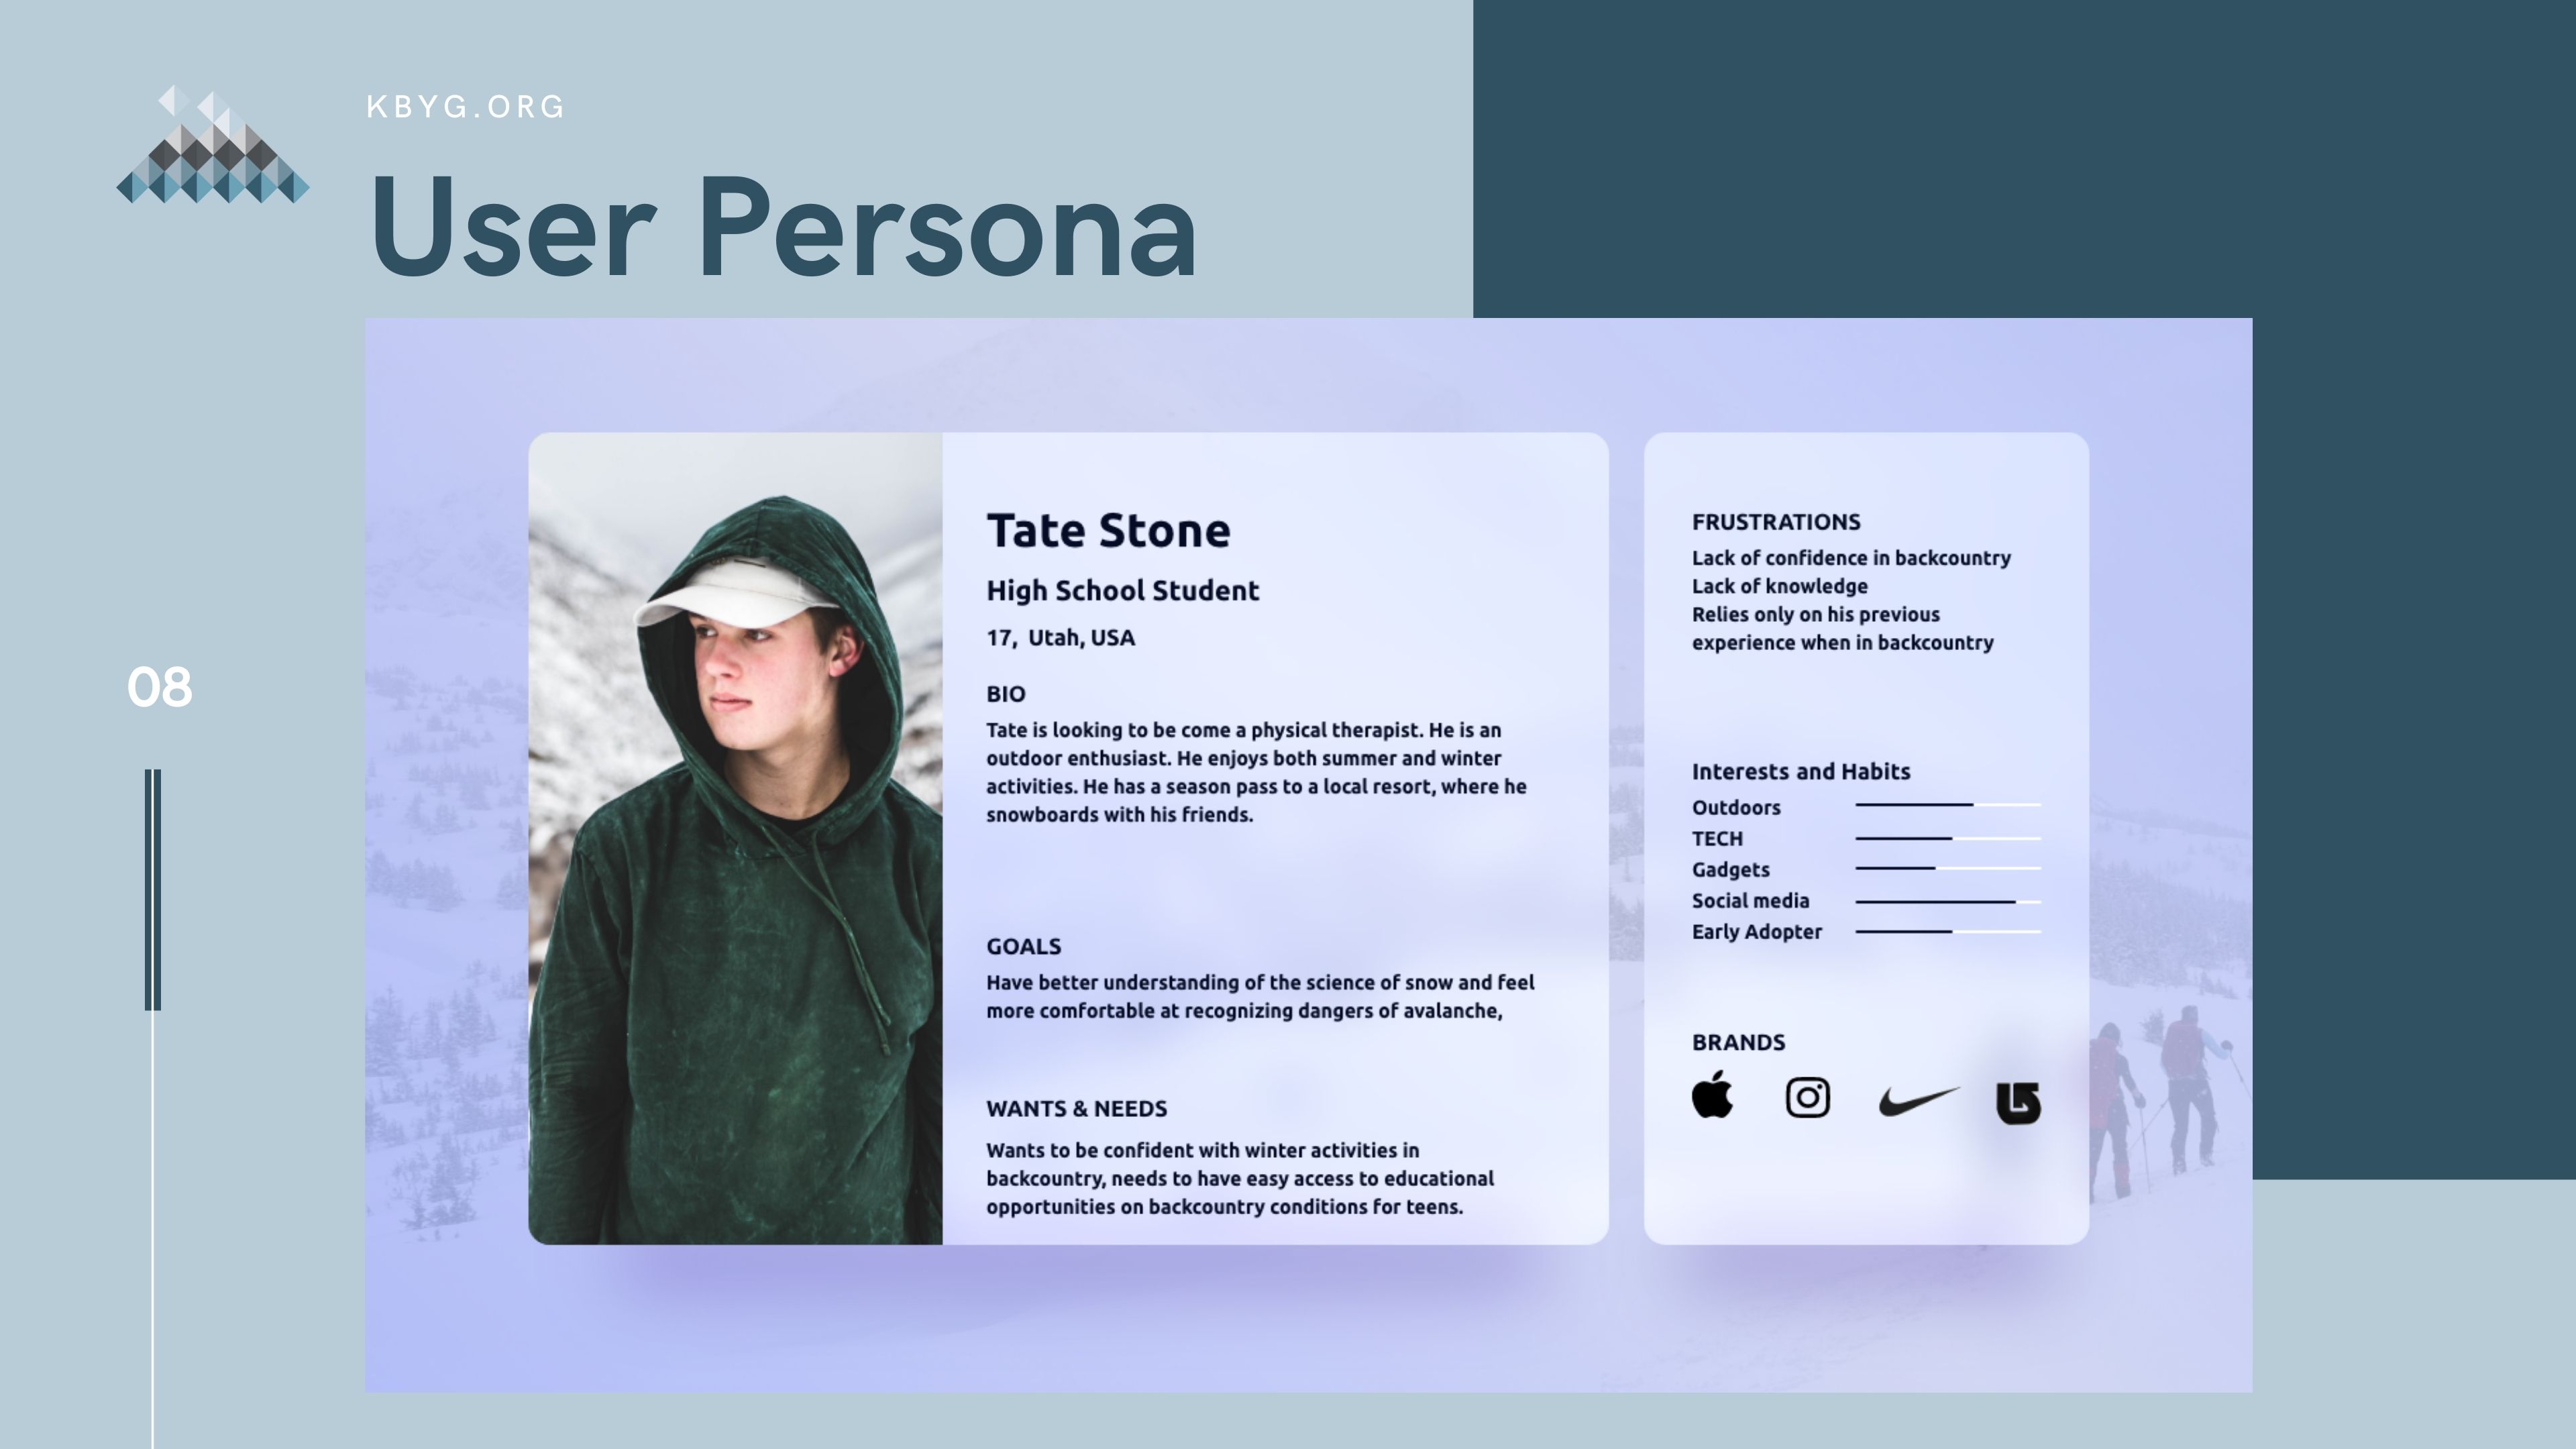 KBYG.ORG
User Persona
08
Tate Stone
High School Student
17, Utah, USA
BIO
Tate is looking to be come a physical therapist. He is an
outdoor enthusiast. He enjoys both summer and winter
activities. He has a season pass to a local resort, where he
snowboards with his friends.
GOALS
Have better understanding of the science of snow and feel
more comfortable at recognizing dangers of avalanche,
WANTS & NEEDS
Wants to be confident with winter activities in
backcountry, needs to have easy access to educational
opportunities on backcountry conditions for teens.
FRUSTRATIONS
Lack of confidence in backcountry
Lack of knowledge
Relies only on his previous
experience when in backcountry
Interests and Habits
Outdoors
TECH
Gadgets
Social media
Early Adopter
BRANDS